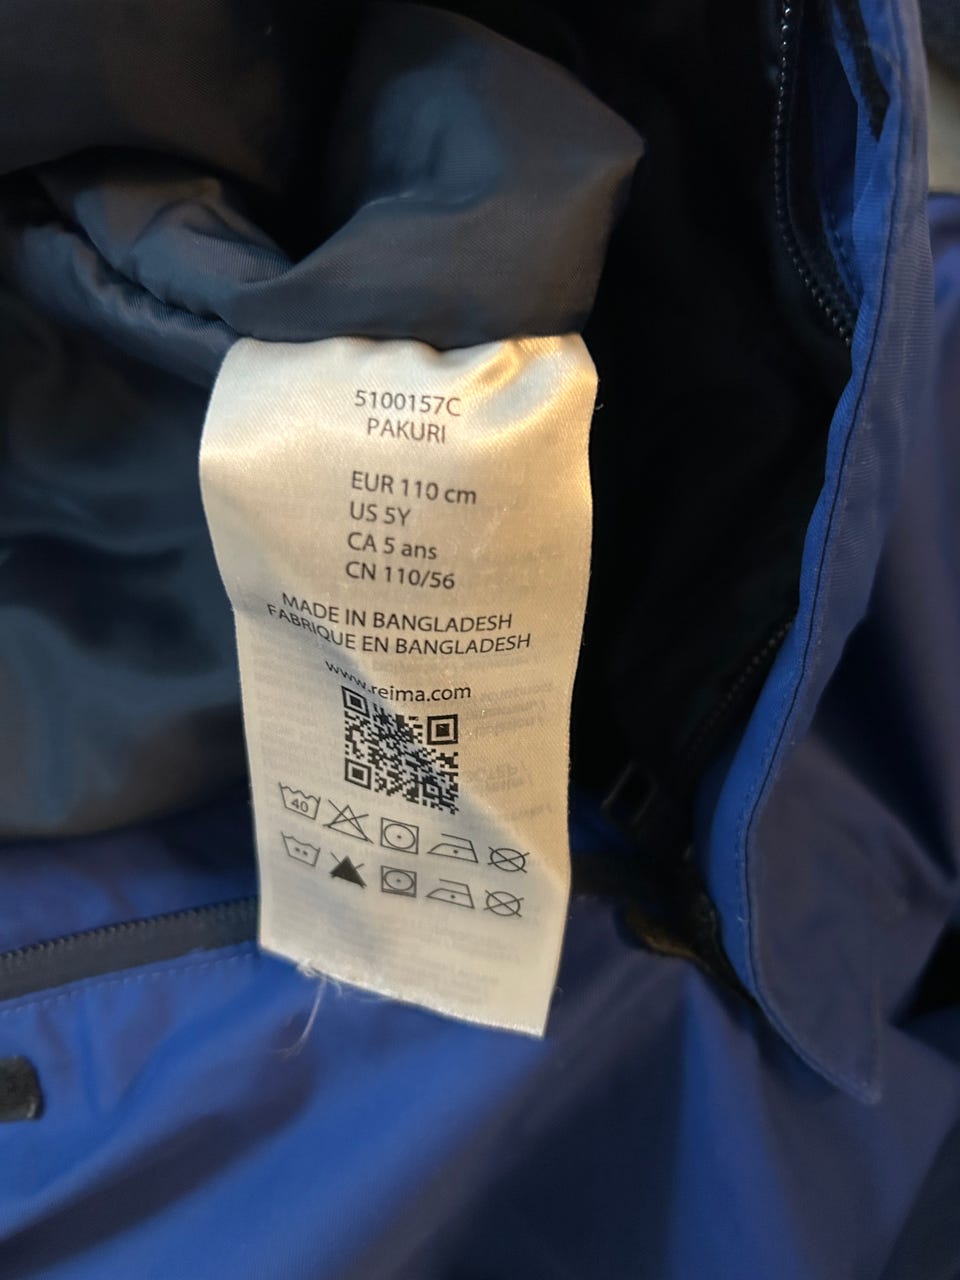 5100157C
PAKURI
EUR 110 cm
US 5Y
CA 5 ans
CN 110/56
MADE IN BANGLADESH
FABRIQUE EN BANGLADESH
www.reima.com
40